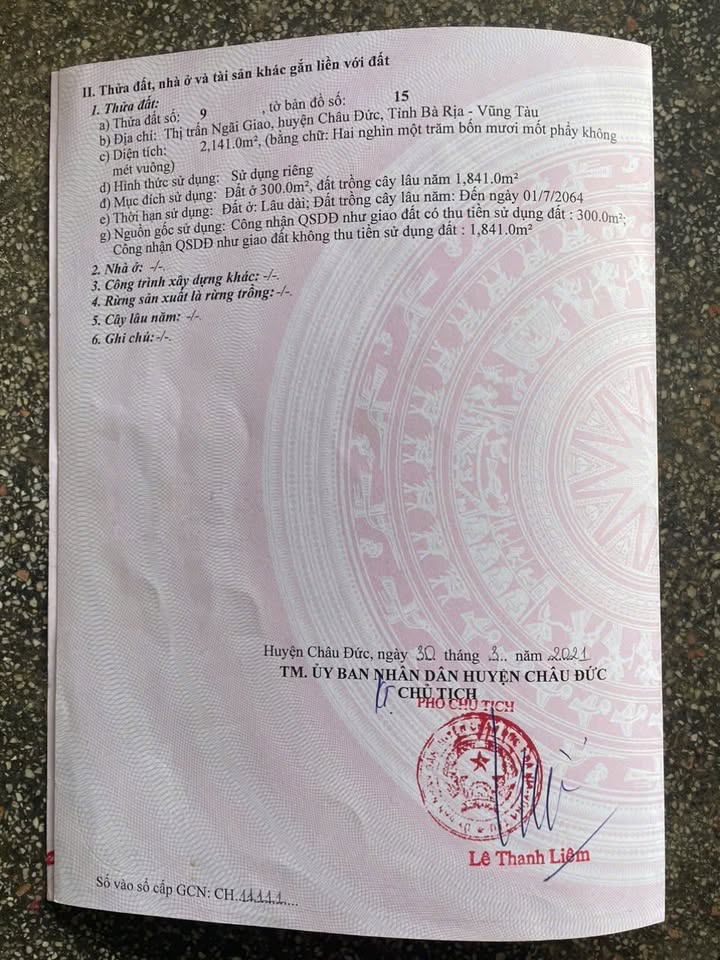 II. Thửa đất, nhà ở và tài sản khác gắn liền với đất
1. Thửa đất:
a) Thửa đất số: 9 , tờ bản đồ số: 15
b) Địa chỉ: Thị trấn Ngãi Giao, huyện Châu Đức, Tỉnh Bà Rịa - Vũng Tàu
c) Diện tích: 2,141.0m², (bằng chữ: Hai nghìn một trăm bốn mươi mốt phẩy không
mét vuông)
d) Hình thức sử dụng: Sử dụng riêng
đ) Mục đích sử dụng: Đất ở 300.0m², đất trồng cây lâu năm 1,841.0m²
e) Thời hạn sử dụng: Đất ở: Lâu dài; Đất trồng cây lâu năm: Đến ngày 01/7/2064
g) Nguồn gốc sử dụng: Công nhận QSDĐ như giao đất có thu tiền sử dụng đất : 300.0m²;
Công nhận QSDĐ như giao đất không thu tiền sử dụng đất : 1,841.0m²
2. Nhà ở: -/-.
3. Công trình xây dựng khác: -/-.
4. Rừng sản xuất là rừng trồng: -/-.
5. Cây lâu năm: -/-.
6. Ghi chú: -/-.
Huyện Châu Đức, ngày 30 tháng 3.. năm 2021
TM. ỦY BAN NHÂN DÂN HUYỆN CHÂU ĐỨC
CHỦ TỊCH
PHÓ CHỦ TỊCH
Lê Thanh Liêm
Số vào sổ cấp GCN: CH.11111....